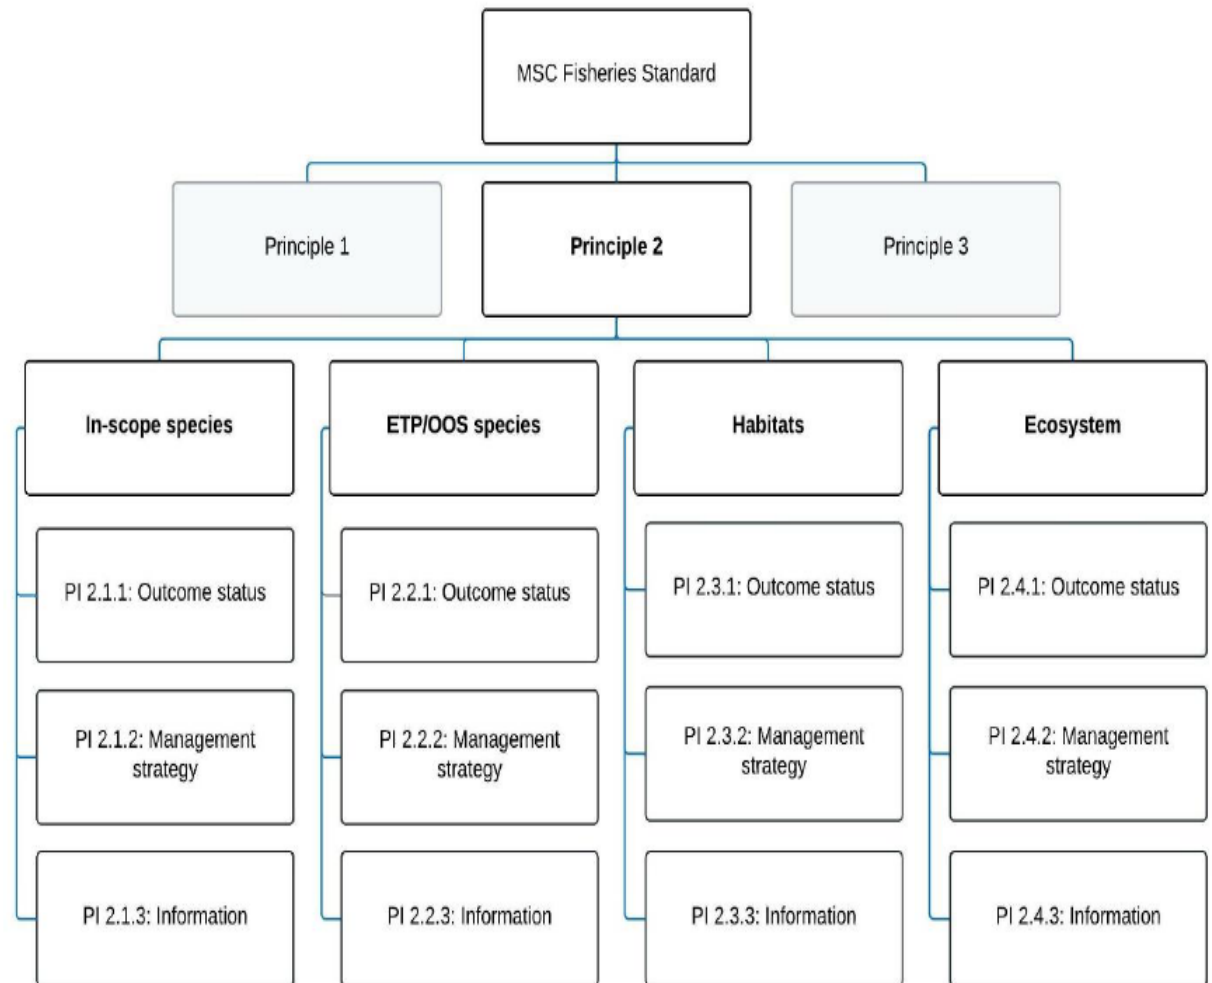 MSC Fisheries Standard
Principle 1
Principle 2
Principle 3
In-scope species
ETP/OOS species
Habitats
Ecosystem
PI 2.1.1: Outcome status
PI 2.2.1: Outcome status
PI 2.3.1: Outcome status
PI 2.4.1: Outcome status
PI 2.1.2: Management
strategy
PI 2.2.2: Management
strategy
PI 2.3.2: Management
strategy
PI 2.4.2: Management
strategy
PI 2.1.3: Information
PI 2.2.3: Information
PI 2.3.3: Information
PI 2.4.3: Information